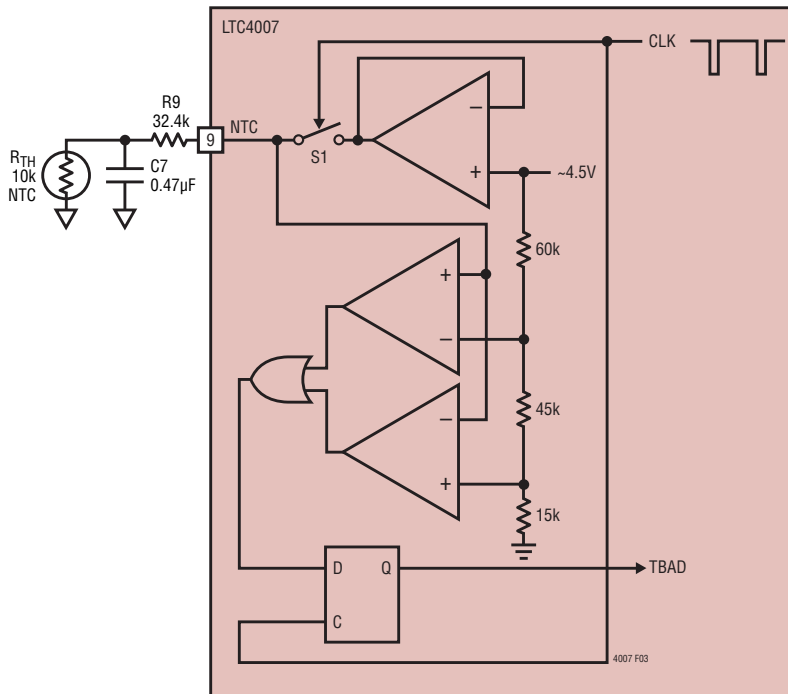 LTC4007
CLK
R9
32.4k
9
NTC
S1
RTH
10k
NTC
C7
0.47µF
–
+
~4.5V
60k
+
–
45k
–
+
15k
D
Q
TBAD
C
4007 F03